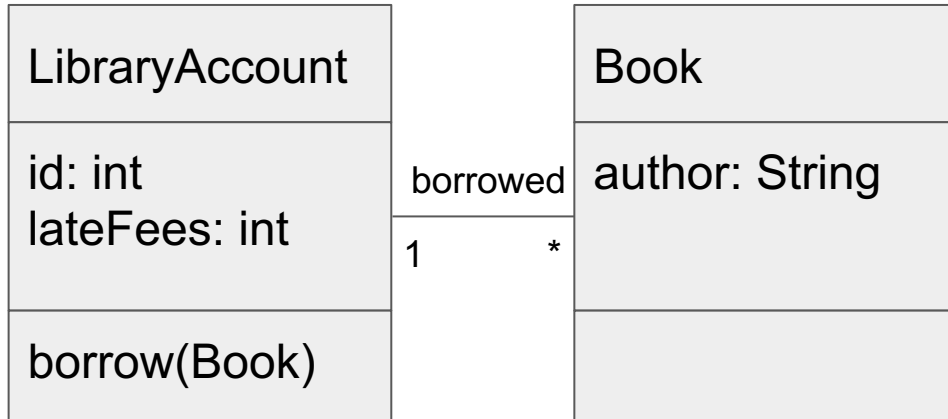 LibraryAccount
id: int
lateFees: int
borrow(Book)
borrowed
1 *
Book
author: String